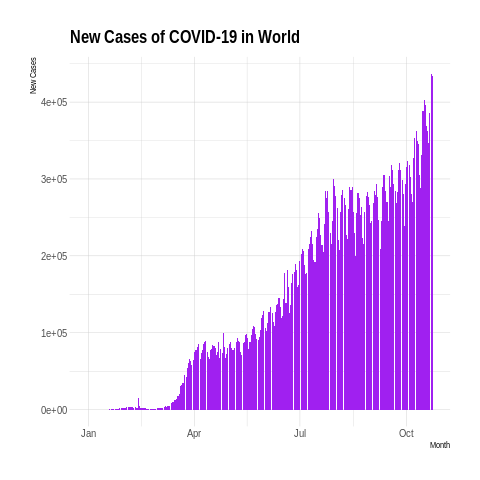 New Cases of COVID-19 in World
New Cases
4e+05
3e+05
2e+05
1e+05
0e+00
Jan Apr Jul Oct
Month